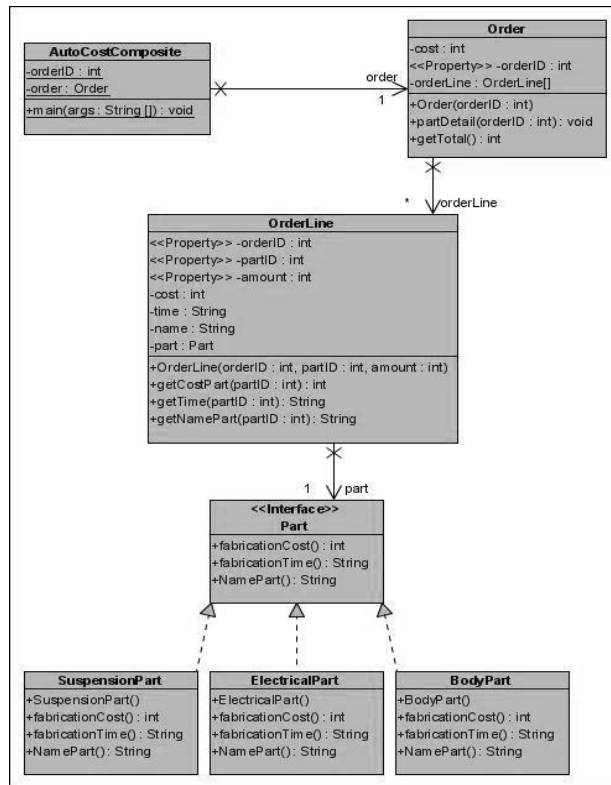 AutoCostComposite
-orderID : int
-order : Order
+main(args : String []) : void
order
1
Order
-cost : int
<<Property>> -orderID : int
-orderLine : OrderLine[]
+Order(orderID : int)
+partDetail(orderID : int) : void
+getTotal() : int
* orderLine
OrderLine
<<Property>> -orderID : int
<<Property>> -partID : int
<<Property>> -amount : int
-cost : int
-time : String
-name : String
-part : Part
+OrderLine(orderID : int, partID : int, amount : int)
+getCostPart(partID : int) : int
+getTime(partID : int) : String
+getNamePart(partID : int) : String
1 part
<<Interface>>
Part
+fabricationCost() : int
+fabricationTime() : String
+NamePart() : String
SuspensionPart
+SuspensionPart()
+fabricationCost() : int
+fabricationTime() : String
+NamePart() : String
ElectricalPart
+ElectricalPart()
+fabricationCost() : int
+fabricationTime() : String
+NamePart() : String
BodyPart
+BodyPart()
+fabricationCost() : int
+fabricationTime() : String
+NamePart() : String